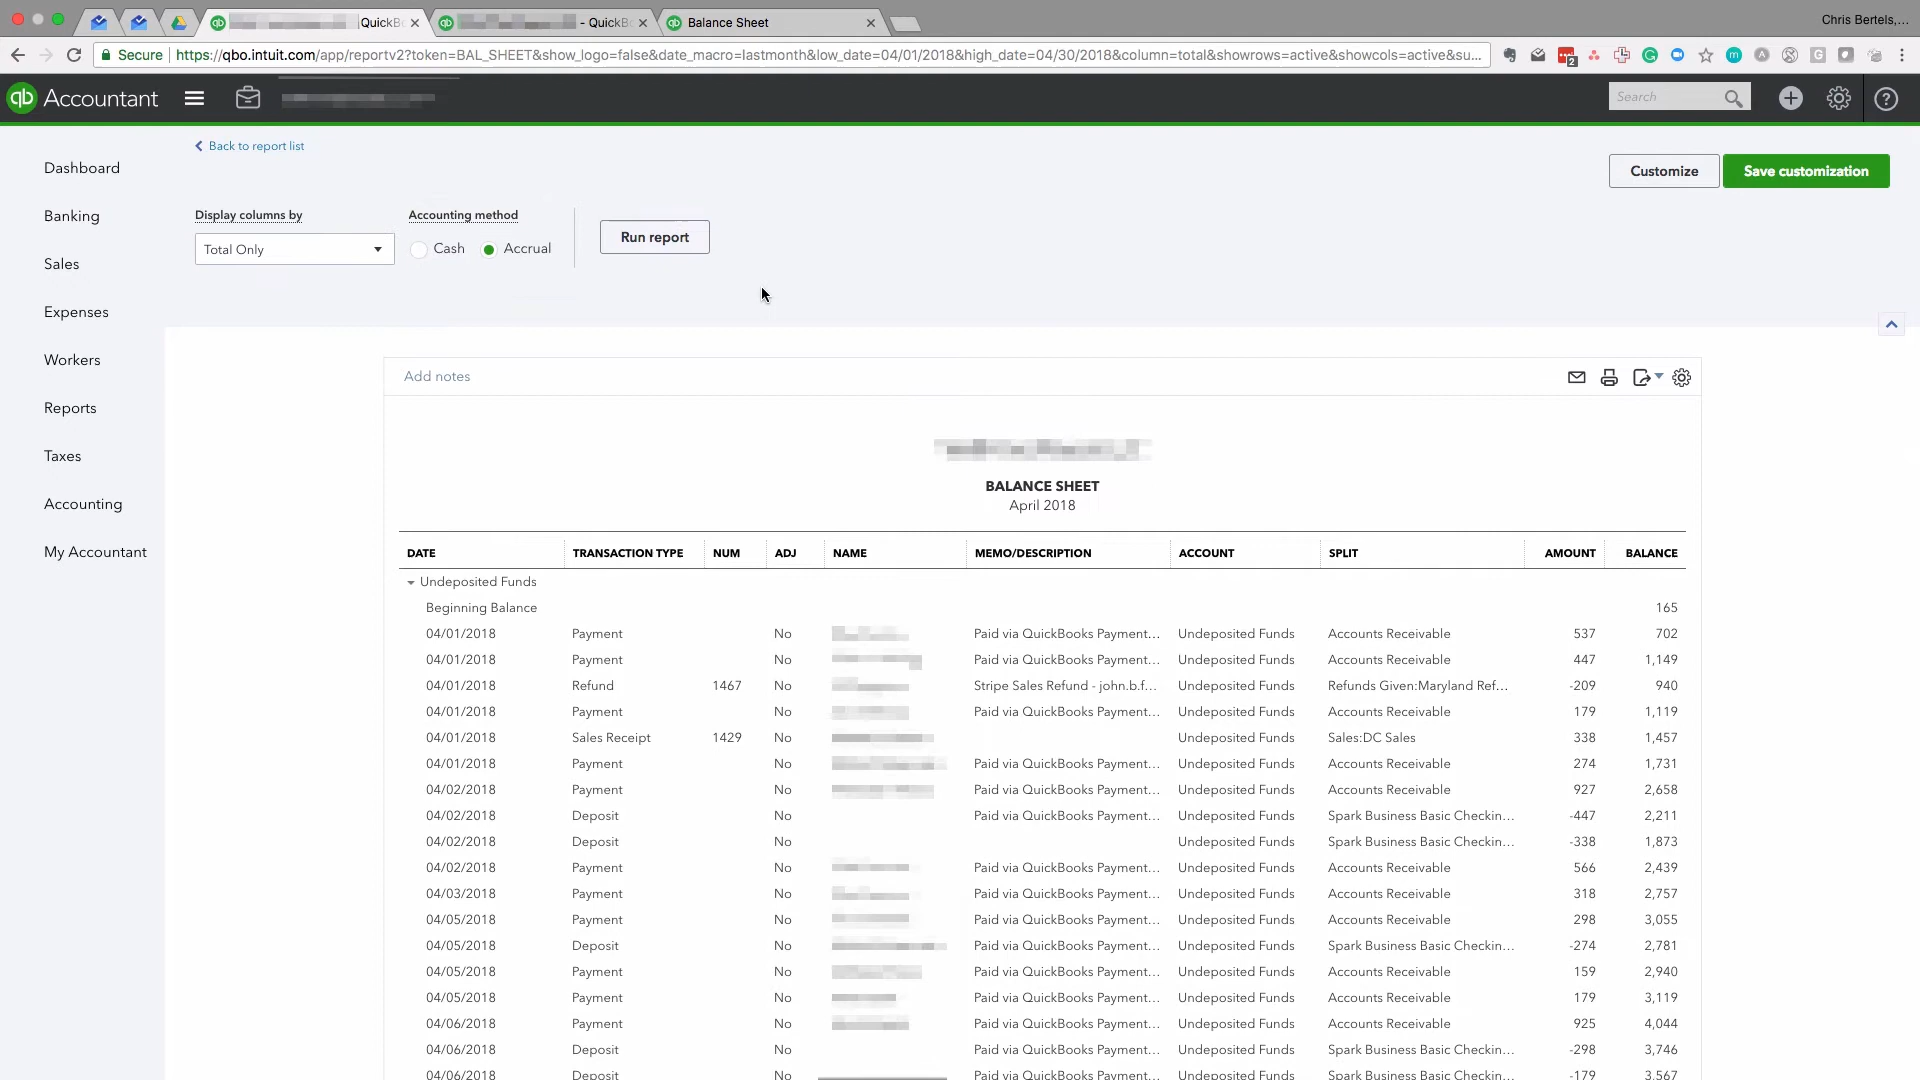 QuickB
- QuickB
Balance Sheet
Chris Bertels,...
Secure https://qbo.intuit.com/app/reportv2?token=BAL_SHEET&show_logo=false&date_macro=lastmonth&low_date=04/01/2018&high_date=04/30/2018&column=total&showrows=active&showcols=active&su...
2
qb Accountant
Search
Back to report list
Customize
Save customization
Dashboard
Banking
Sales
Expenses
Workers
Reports
Taxes
Accounting
My Accountant
Display columns by
Total Only
Accounting method
Cash Accrual
Run report
Add notes
BALANCE SHEET
April 2018
DATE TRANSACTION TYPE NUM ADJ NAME MEMO/DESCRIPTION ACCOUNT SPLIT AMOUNT BALANCE
Undeposited Funds
Beginning Balance 165
04/01/2018 Payment No Paid via QuickBooks Payment... Undeposited Funds Accounts Receivable 537 702
04/01/2018 Payment No Paid via QuickBooks Payment... Undeposited Funds Accounts Receivable 447 1,149
04/01/2018 Refund 1467 No Stripe Sales Refund - john.b.f... Undeposited Funds Refunds Given:Maryland Ref... -209 940
04/01/2018 Payment No Paid via QuickBooks Payment... Undeposited Funds Accounts Receivable 179 1,119
04/01/2018 Sales Receipt 1429 No Undeposited Funds Sales:DC Sales 338 1,457
04/01/2018 Payment No Paid via QuickBooks Payment... Undeposited Funds Accounts Receivable 274 1,731
04/02/2018 Payment No Paid via QuickBooks Payment... Undeposited Funds Accounts Receivable 927 2,658
04/02/2018 Deposit No Paid via QuickBooks Payment... Undeposited Funds Spark Business Basic Checkin... -447 2,211
04/02/2018 Deposit No Undeposited Funds Spark Business Basic Checkin... -338 1,873
04/02/2018 Payment No Paid via QuickBooks Payment... Undeposited Funds Accounts Receivable 566 2,439
04/03/2018 Payment No Paid via QuickBooks Payment... Undeposited Funds Accounts Receivable 318 2,757
04/05/2018 Payment No Paid via QuickBooks Payment... Undeposited Funds Accounts Receivable 298 3,055
04/05/2018 Deposit No Paid via QuickBooks Payment... Undeposited Funds Spark Business Basic Checkin... -274 2,781
04/05/2018 Payment No Paid via QuickBooks Payment... Undeposited Funds Accounts Receivable 159 2,940
04/05/2018 Payment No Paid via QuickBooks Payment... Undeposited Funds Accounts Receivable 179 3,119
04/06/2018 Payment No Paid via QuickBooks Payment... Undeposited Funds Accounts Receivable 925 4,044
04/06/2018 Deposit No Paid via QuickBooks Payment... Undeposited Funds Spark Business Basic Checkin... -298 3,746
04/06/2018 Deposit No Paid via QuickBooks Payment... Undeposited Funds Spark Business Basic Checkin... -179 3,567